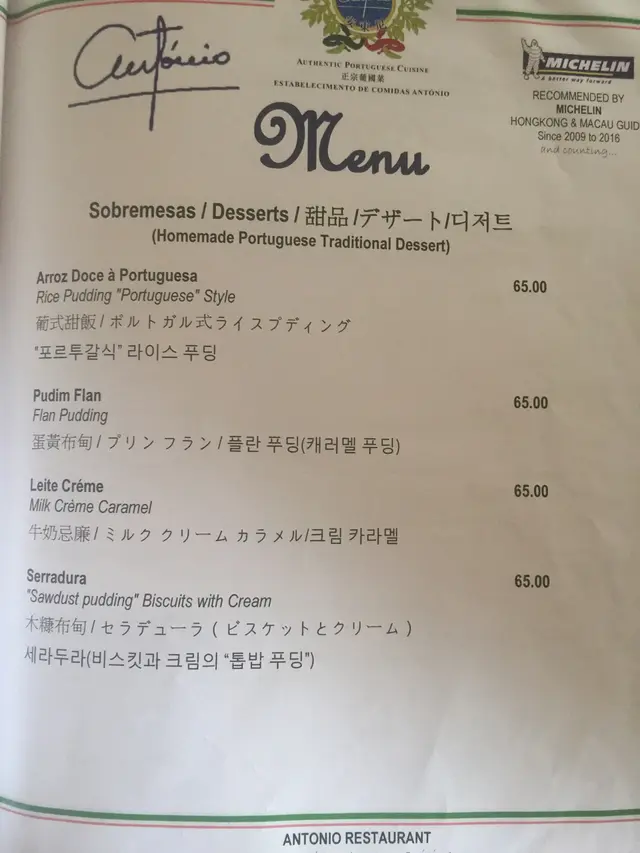 António
AUTHENTIC PORTUGUESE CUISINE
正宗葡國菜
ESTABELECIMENTO DE COMIDAS ANTÓNIO
MICHELIN
a better way forward
RECOMMENDED BY
MICHELIN
HONGKONG & MACAU GUID
Since 2009 to 2016
and counting...
Menu
Sobremesas / Desserts / 甜品 /デザート/디저트
(Homemade Portuguese Traditional Dessert)
Arroz Doce à Portuguesa 65.00
Rice Pudding "Portuguese" Style
葡式甜飯 / ポルトガル式ライスプディング
"포르투갈식" 라이스 푸딩
Pudim Flan 65.00
Flan Pudding
蛋黃布甸 / プリン フラン / 플란 푸딩(캐러멜 푸딩)
Leite Créme 65.00
Milk Crème Caramel
牛奶忌廉 / ミルク クリーム カラメル/크림 카라멜
Serradura 65.00
"Sawdust pudding" Biscuits with Cream
木糠布甸 / セラデューラ ( ビスケットとクリーム )
세라두라(비스킷과 크림의 “톱밥 푸딩”)
ANTONIO RESTAURANT